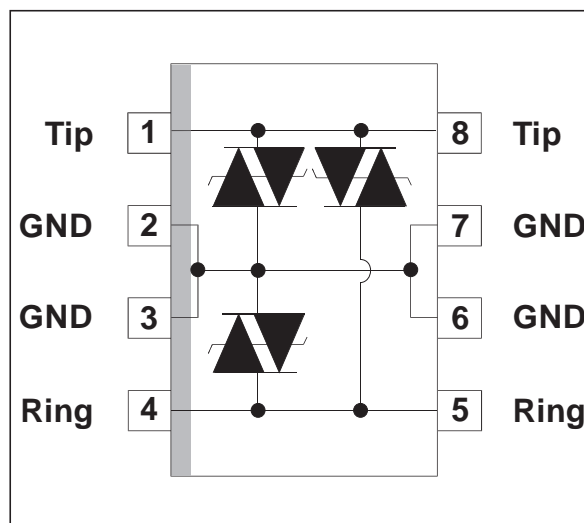 Tip 1 8 Tip
GND 2 7 GND
GND 3 6 GND
Ring 4 5 Ring